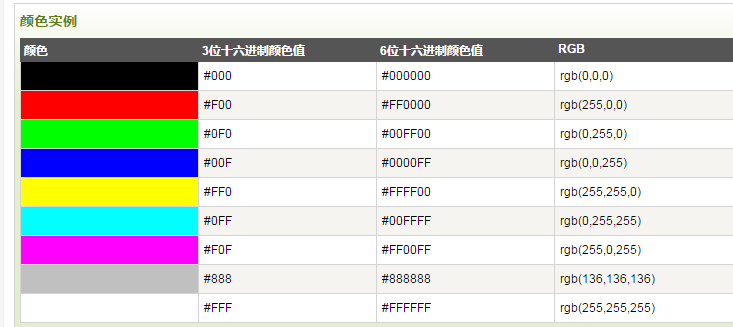 颜色实例
颜色 3位十六进制颜色值 6位十六进制颜色值 RGB
#000 #000000 rgb(0,0,0)
#F00 #FF0000 rgb(255,0,0)
#0F0 #00FF00 rgb(0,255,0)
#00F #0000FF rgb(0,0,255)
#FF0 #FFFF00 rgb(255,255,0)
#0FF #00FFFF rgb(0,255,255)
#F0F #FF00FF rgb(255,0,255)
#888 #888888 rgb(136,136,136)
#FFF #FFFFFF rgb(255,255,255)